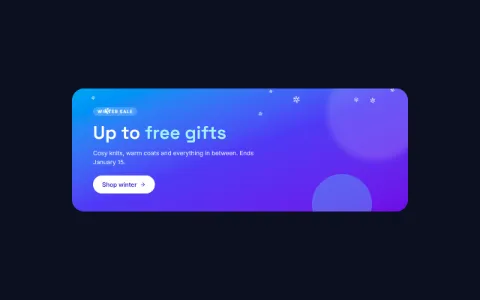 WINTER SALE
Up to free gifts
Cosy knits, warm coats and everything in between. Ends
January 15.
Shop winter →